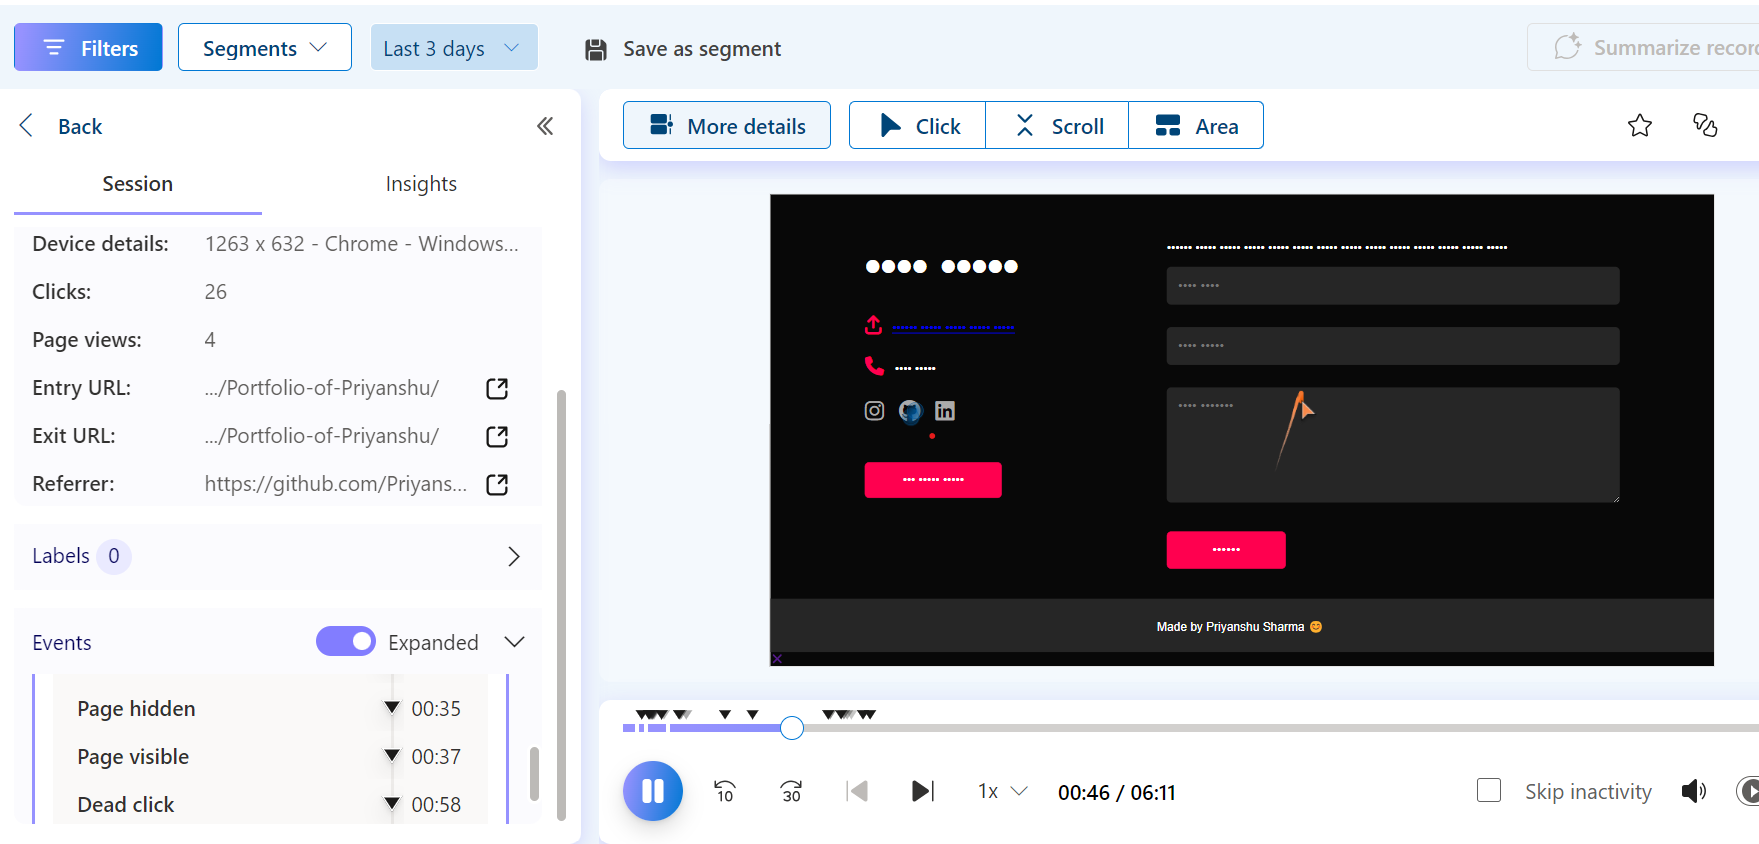 Filters
Segments
Last 3 days
Save as segment
Back
Session
Insights
Device details: 1263 x 632 - Chrome - Windows...
Clicks: 26
Page views: 4
Entry URL: .../Portfolio-of-Priyanshu/
Exit URL: .../Portfolio-of-Priyanshu/
Referrer: https://github.com/Priyans...
Labels 0
Events
Expanded
Page hidden 00:35
Page visible 00:37
Dead click 00:58
Summarize
More details
Click
Scroll
Area
Made by Priyanshu Sharma 😊
10
30
1x
00:46 / 06:11
Skip inactivity